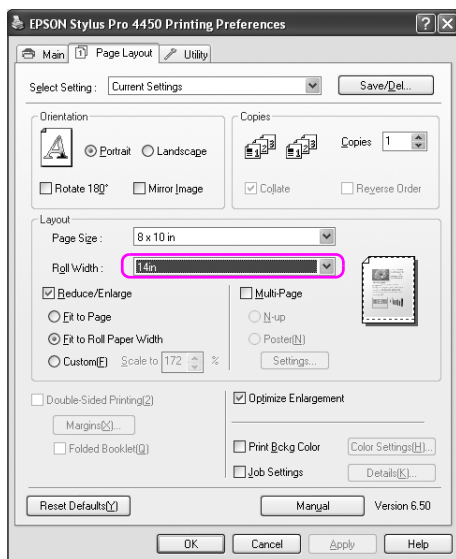 EPSON Stylus Pro 4450 Printing Preferences
Main Page Layout Utility
Select Setting : Current Settings Save/Del...
Orientation Copies
Portrait Landscape Copies 1
Rotate 180° Mirror Image Collate Reverse Order
Layout
Page Size : 8 x 10 in
Roll Width : 14in
Reduce/Enlarge Multi-Page
Fit to Page N-up
Fit to Roll Paper Width Poster(N)
Custom(F) Scale to 172 % Settings...
Double-Sided Printing(2) Optimize Enlargement
Margins(X)...
Folded Booklet(Q) Print Bckg Color Color Settings(H)...
Job Settings Details(K)...
Reset Defaults(Y) Manual Version 6.50
OK Cancel Apply Help